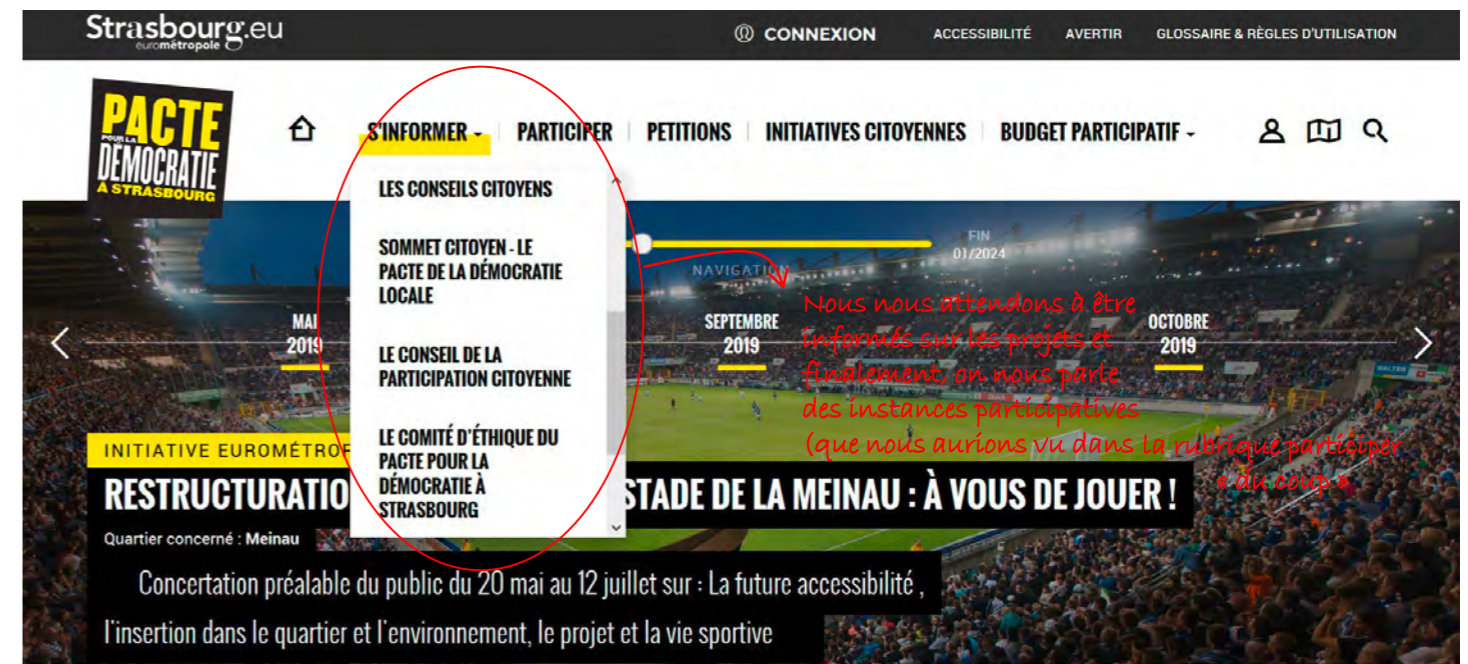 Strasbourg.eu
eurométropole
CONNEXION
ACCESSIBILITÉ
AVERTIR
GLOSSAIRE & RÈGLES D'UTILISATION
PACTE
POUR LA
DÉMOCRATIE
À STRASBOURG
S'INFORMER
PARTICIPER
PETITIONS
INITIATIVES CITOYENNES
BUDGET PARTICIPATIF
LES CONSEILS CITOYENS
SOMMET CITOYEN - LE
PACTE DE LA DÉMOCRATIE
LOCALE
LE CONSEIL DE LA
PARTICIPATION CITOYENNE
LE COMITÉ D'ÉTHIQUE DU
PACTE POUR LA
DÉMOCRATIE À
STRASBOURG
FIN
01/2024
NAVIGATION
MAI
2019
SEPTEMBRE
2019
OCTOBRE
2019
Nous nous attendons à être
informés sur les projets et
finalement, on nous parle
des instances participatives
(que nous aurions vu dans la rubrique participer
« du coup »
INITIATIVE EUROMÉTROP
RESTRUCTURATIO STADE DE LA MEINAU : À VOUS DE JOUER !
Quartier concerné : Meinau
Concertation préalable du public du 20 mai au 12 juillet sur : La future accessibilité ,
l'insertion dans le quartier et l'environnement, le projet et la vie sportive